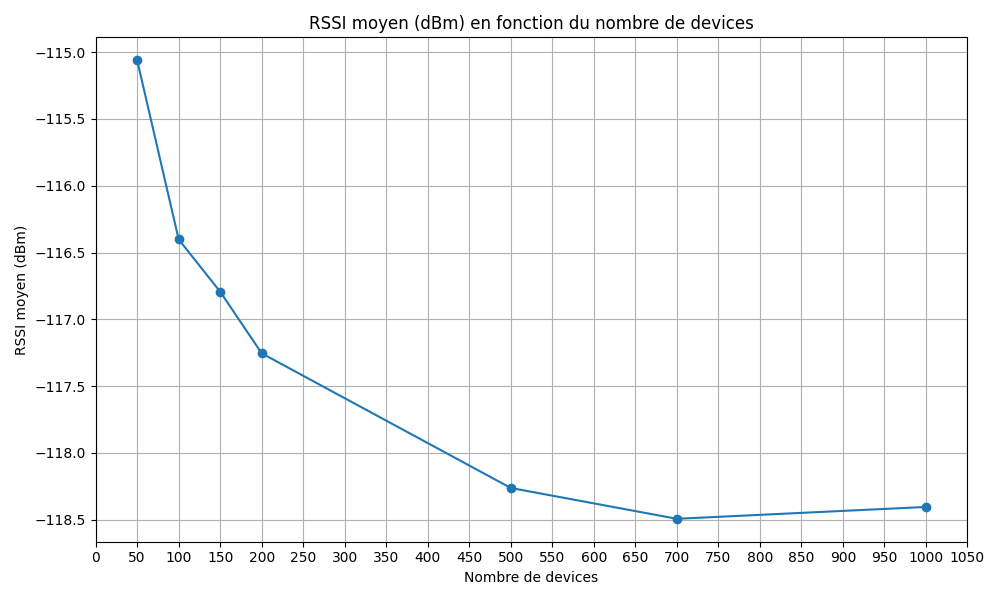 RSSI moyen (dBm) en fonction du nombre de devices
RSSI moyen (dBm)
−115.0
−115.5
−116.0
−116.5
−117.0
−117.5
−118.0
−118.5
0 50 100 150 200 250 300 350 400 450 500 550 600 650 700 750 800 850 900 950 1000 1050
Nombre de devices